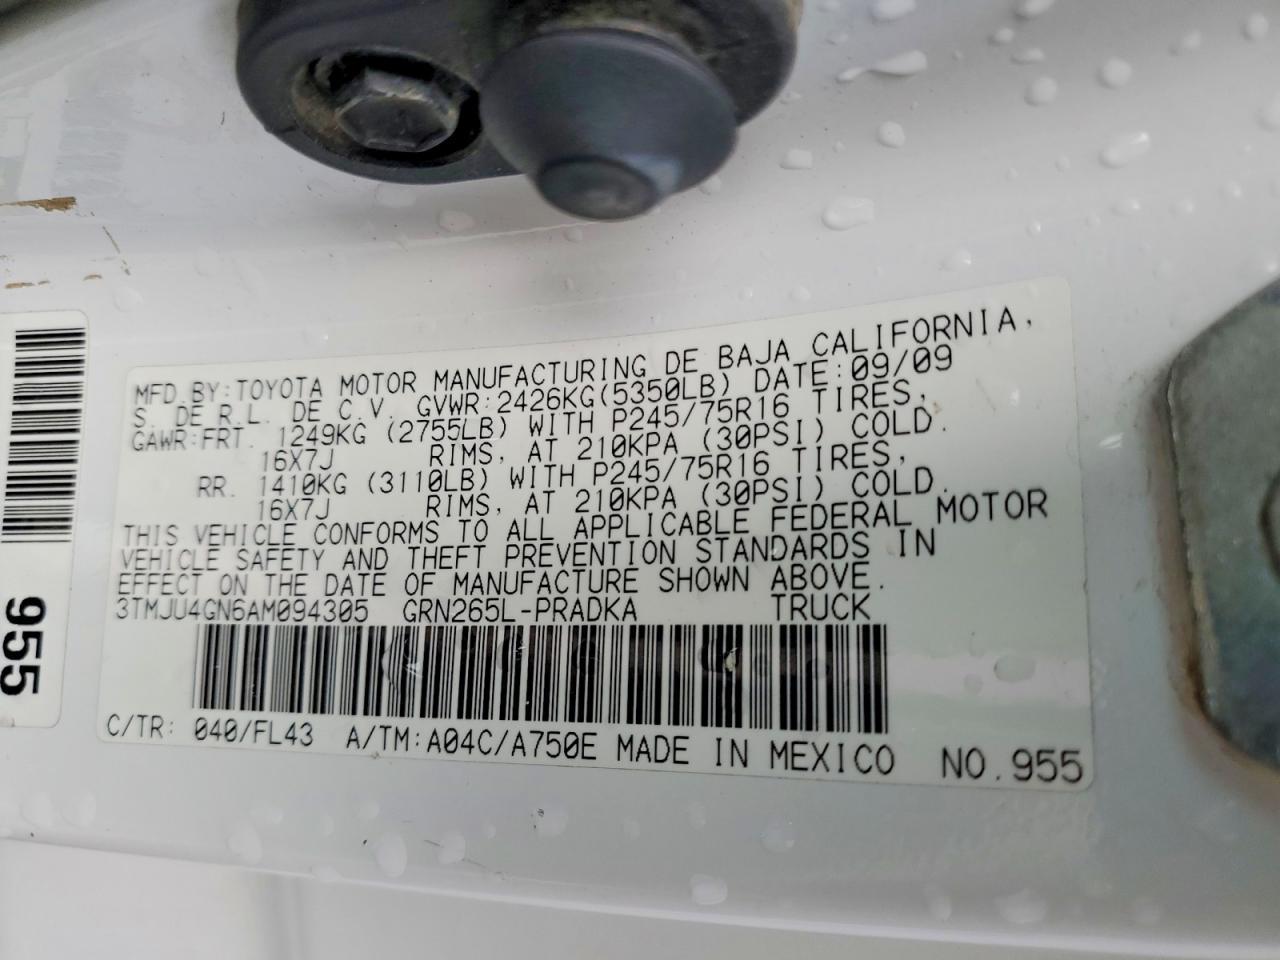 MFD.BY:TOYOTA MOTOR MANUFACTURING DE BAJA CALIFORNIA,
S. DE R.L. DE C.V. GVWR:2426KG(5350LB) DATE:09/09
GAWR:FRT. 1249KG (2755LB) WITH P245/75R16 TIRES,
16X7J RIMS, AT 210KPA (30PSI) COLD.
RR. 1410KG (3110LB) WITH P245/75R16 TIRES,
16X7J RIMS, AT 210KPA (30PSI) COLD.
THIS VEHICLE CONFORMS TO ALL APPLICABLE FEDERAL MOTOR
VEHICLE SAFETY AND THEFT PREVENTION STANDARDS IN
EFFECT ON THE DATE OF MANUFACTURE SHOWN ABOVE.
3TMJU4GN6AM094305 GRN265L-PRADKA TRUCK
C/TR: 040/FL43 A/TM:A04C/A750E MADE IN MEXICO NO.955
955